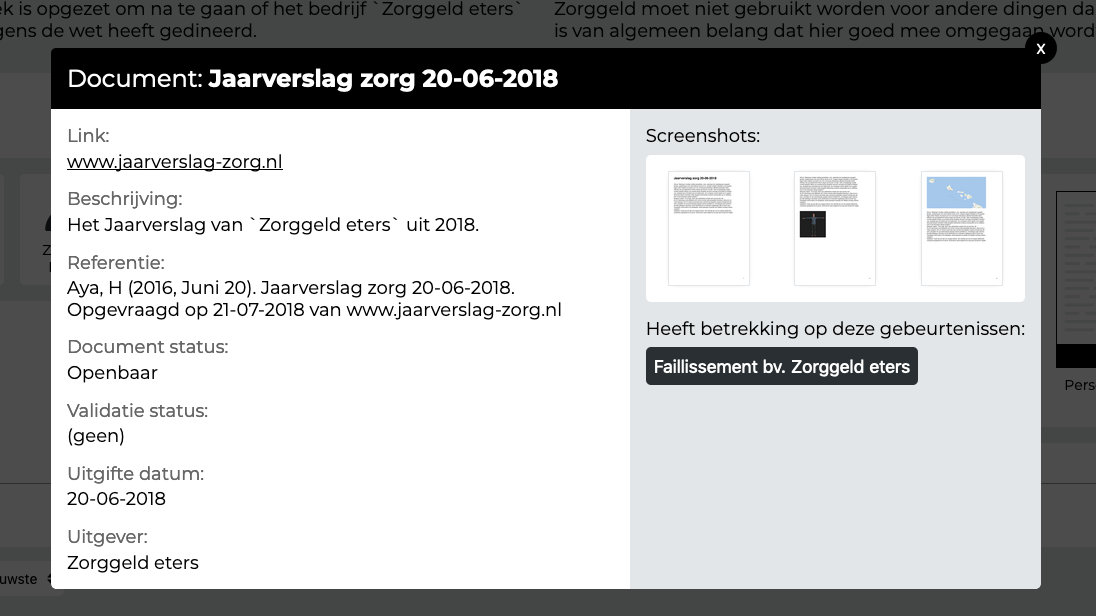 ek is opgezet om na te gaan of het bedrijf `Zorggeld eters`
gens de wet heeft gedineerd.
Zorggeld moet niet gebruikt worden voor andere dingen da
is van algemeen belang dat hier goed mee omgegaan word
x
Document: Jaarverslag zorg 20-06-2018
Link:
www.jaarverslag-zorg.nl
Beschrijving:
Het Jaarverslag van `Zorggeld eters` uit 2018.
Referentie:
Aya, H (2016, Juni 20). Jaarverslag zorg 20-06-2018.
Opgevraagd op 21-07-2018 van www.jaarverslag-zorg.nl
Document status:
Openbaar
Validatie status:
(geen)
Uitgifte datum:
20-06-2018
Uitgever:
Zorggeld eters
Screenshots:
Jaarverslag zorg 20-06-2018
Heeft betrekking op deze gebeurtenissen:
Faillissement bv. Zorggeld eters
Pers
uwste